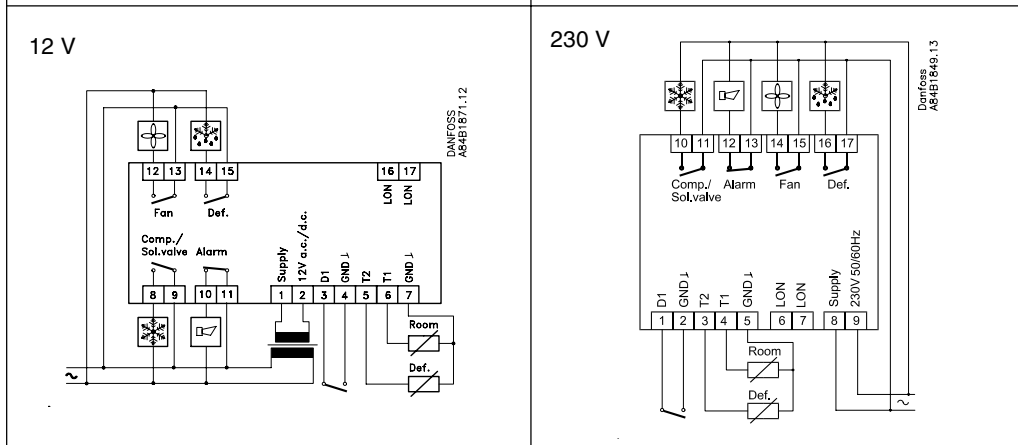 12 V
DANFOSS
A84B1871.12
12 13 14 15 16 17
Fan Def. LON LON
Comp./
Sol.valve Alarm
Supply
12V a.c./d.c.
D1
GND
T2
T1
GND
8 9 10 11 1 2 3 4 5 6 7
Room
Def.
~
230 V
Danfoss
A84B1849.13
10 11 12 13 14 15 16 17
Comp./ Alarm Fan Def.
Sol.valve
D1
GND
T2
T1
GND
LON
LON
Supply
230V 50/60Hz
1 2 3 4 5 6 7 8 9
Room
Def.
~